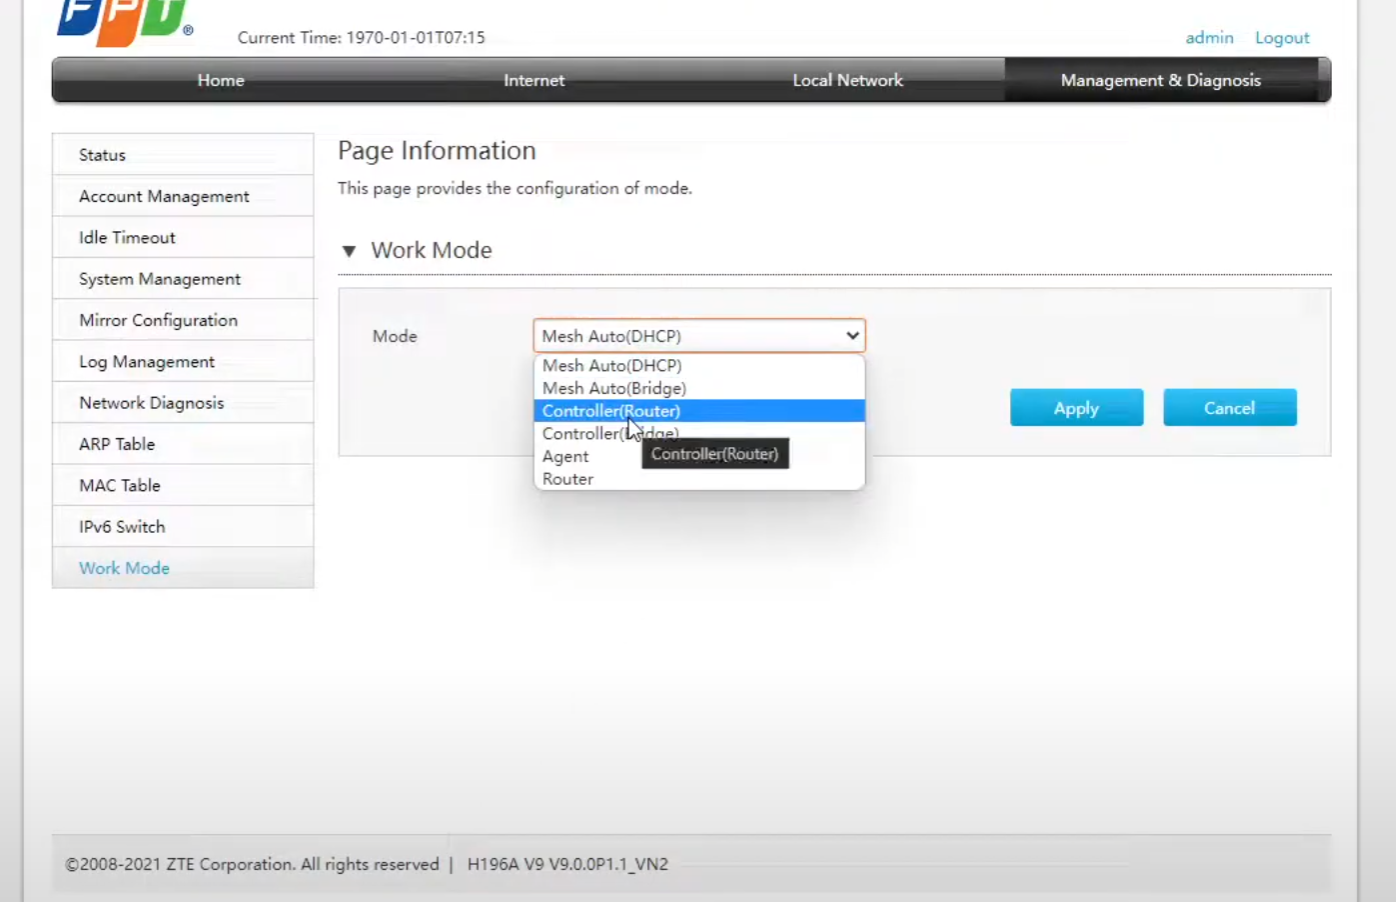 FPT®
Current Time: 1970-01-01T07:15
admin Logout
Home Internet Local Network Management & Diagnosis
Status
Account Management
Idle Timeout
System Management
Mirror Configuration
Log Management
Network Diagnosis
ARP Table
MAC Table
IPv6 Switch
Work Mode
Page Information
This page provides the configuration of mode.
Work Mode
Mode Mesh Auto(DHCP)
Mesh Auto(DHCP)
Mesh Auto(Bridge)
Controller(Router)
Controller(Bridge)
Agent
Router
Controller(Router)
Apply Cancel
©2008-2021 ZTE Corporation. All rights reserved | H196A V9 V9.0.0P1.1_VN2